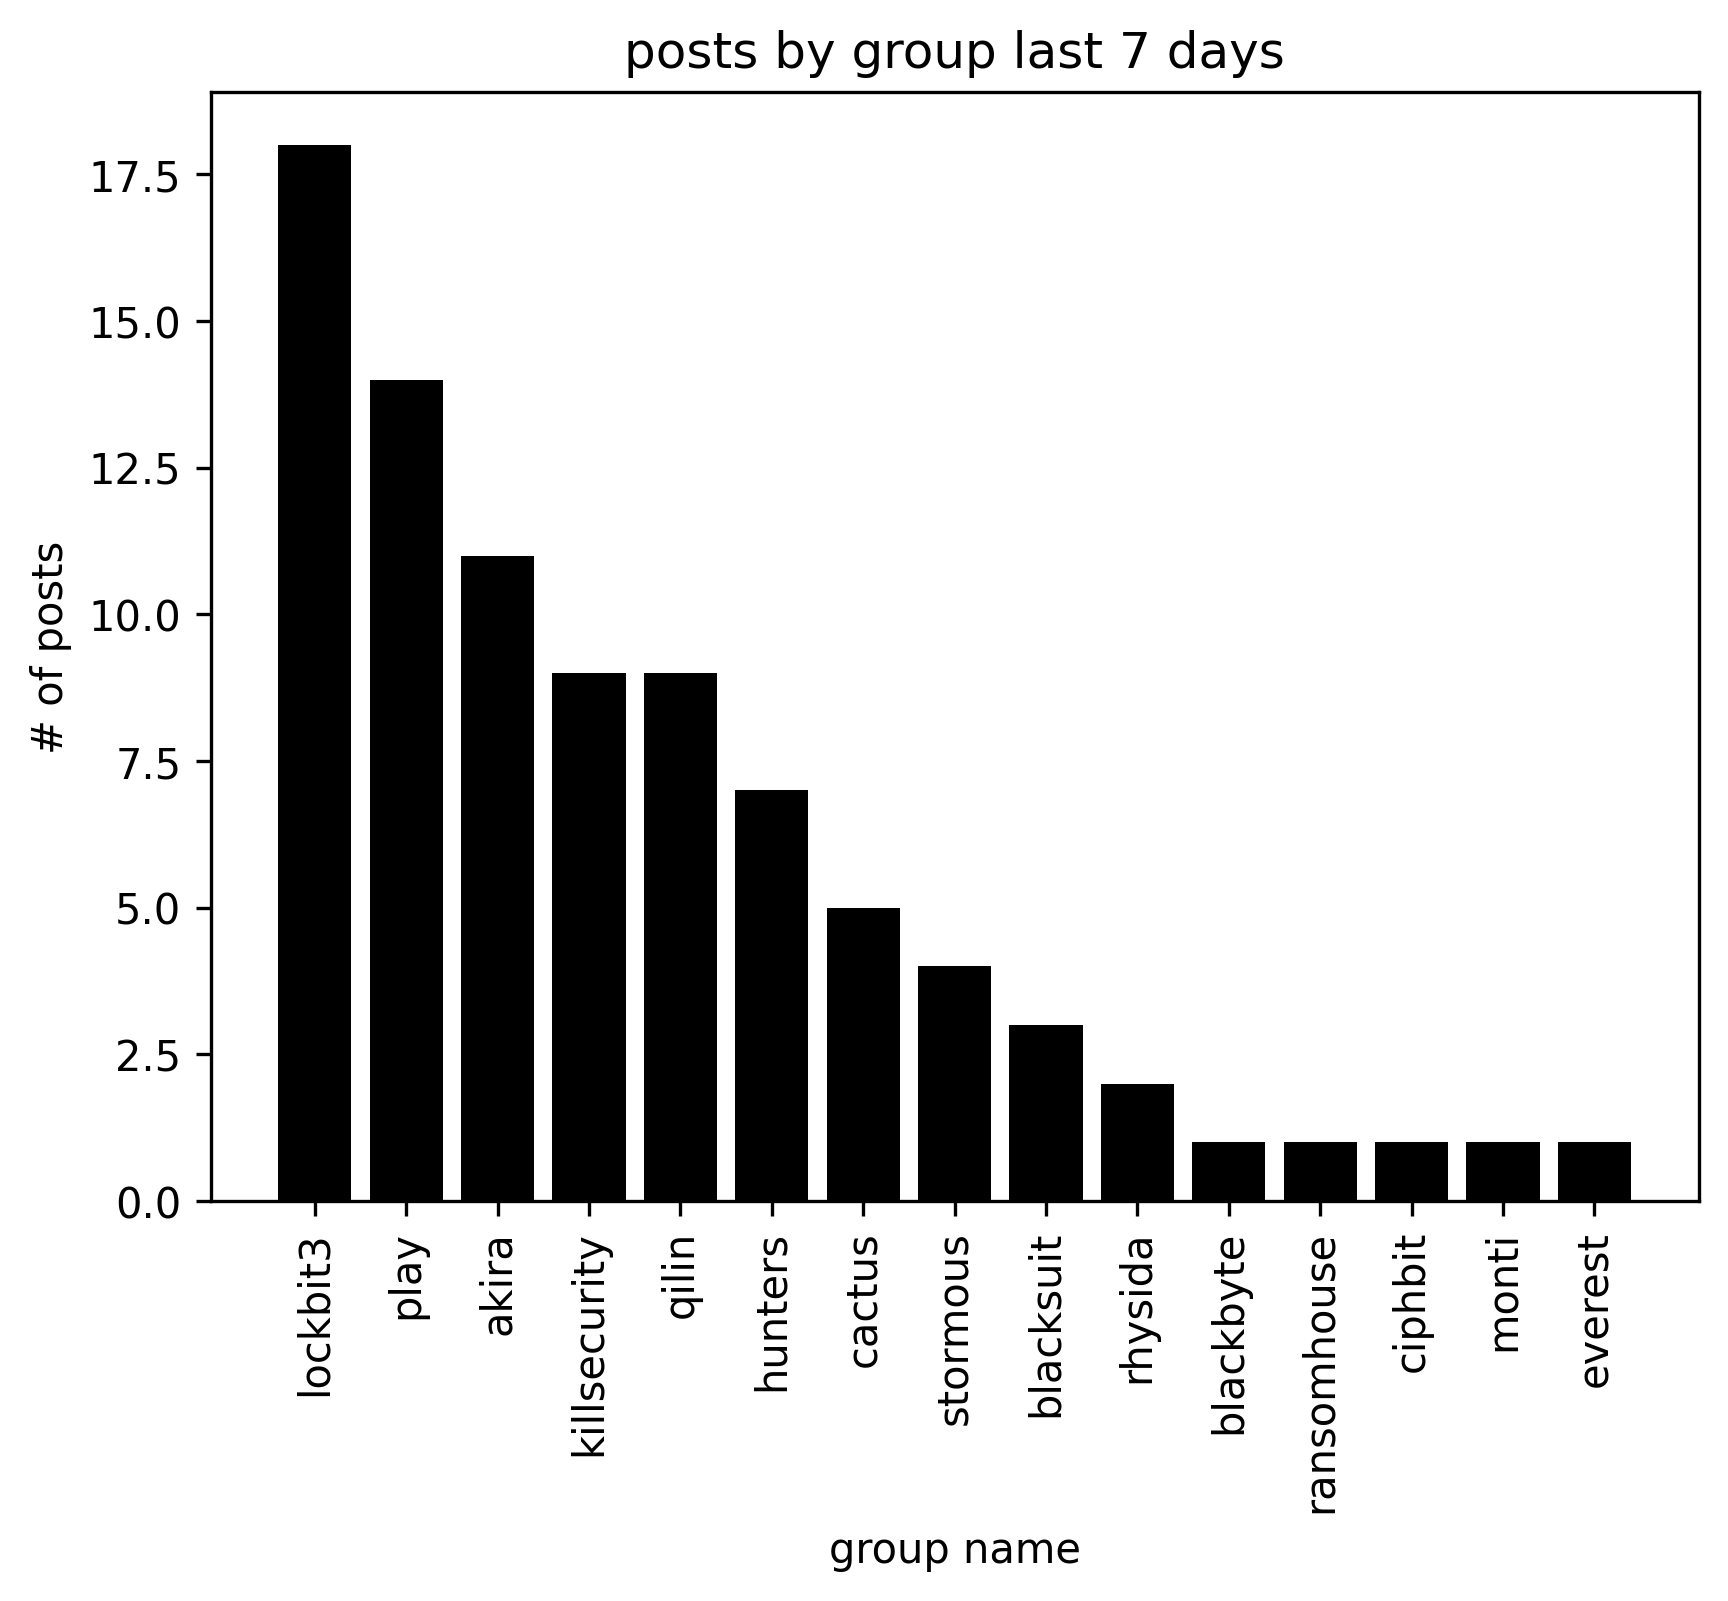 posts by group last 7 days
17.5
15.0
12.5
10.0
7.5
5.0
2.5
0.0
# of posts
lockbit3
play
akira
killsecurity
qilin
hunters
cactus
stormous
blacksuit
rhysida
blackbyte
ransomhouse
ciphbit
monti
everest
group name